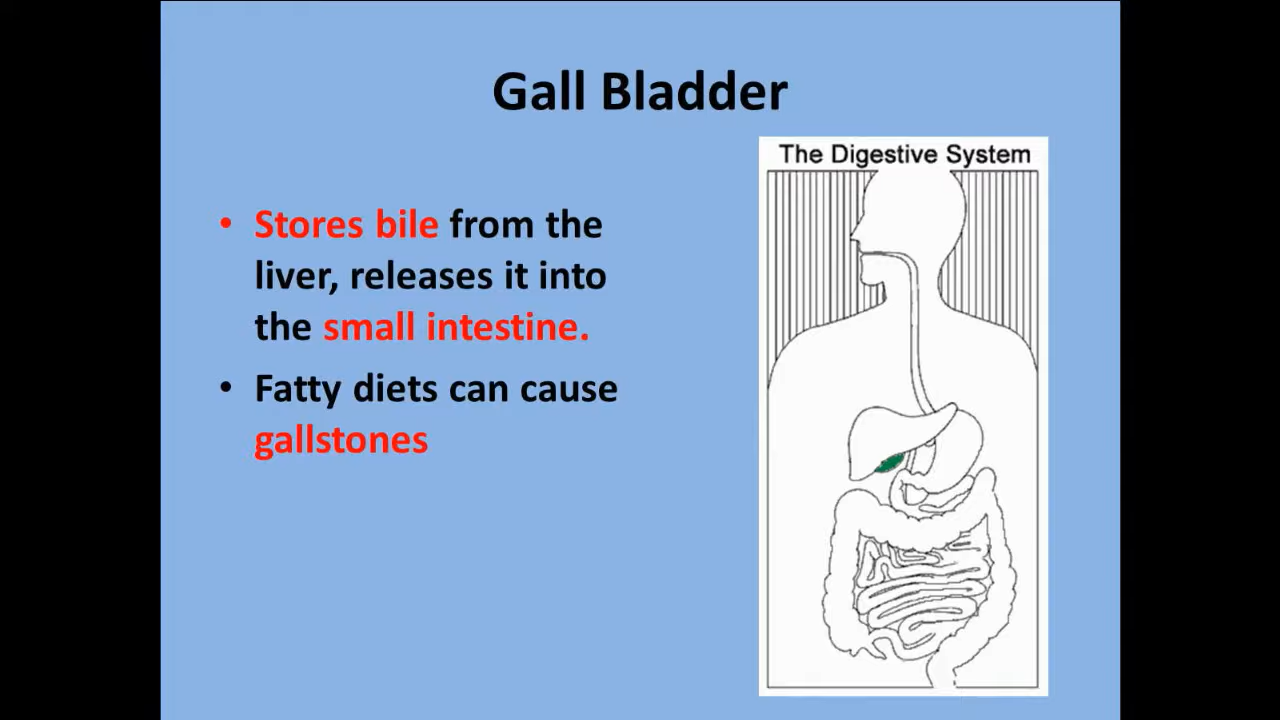 Gall Bladder
The Digestive System
• Stores bile from the
liver, releases it into
the small intestine.
• Fatty diets can cause
gallstones